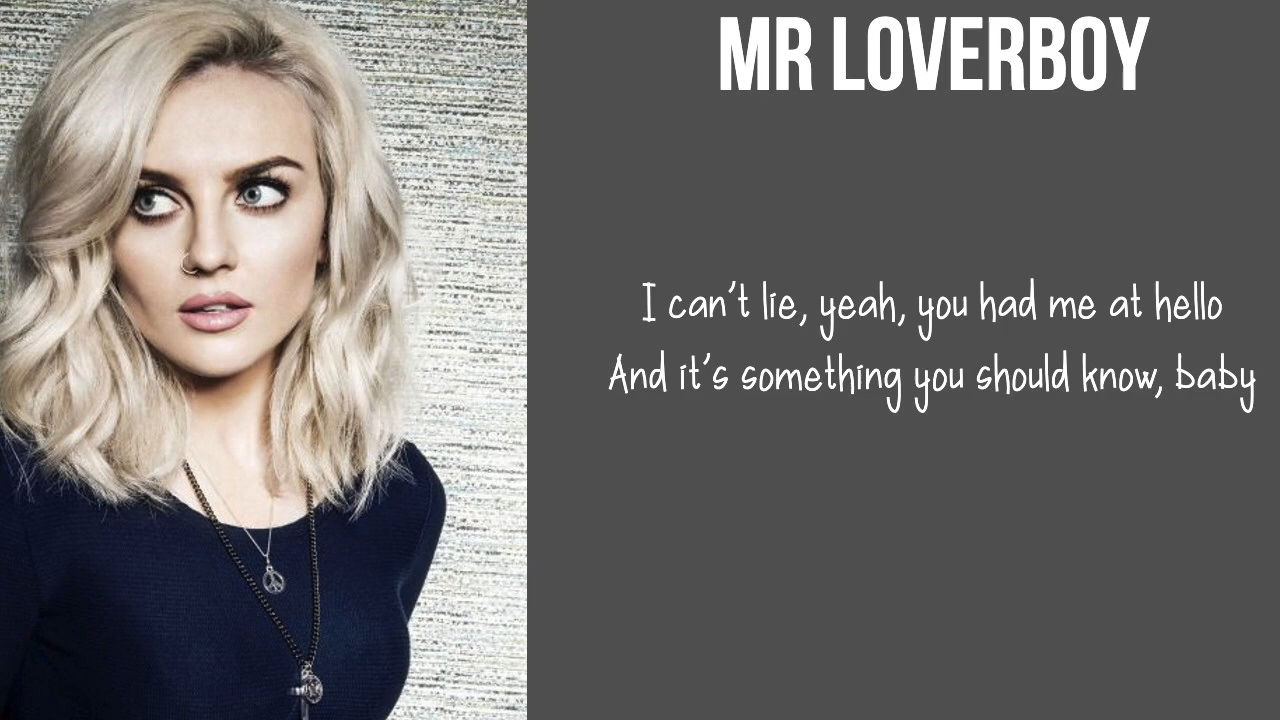 MR LOVERBOY
I can't lie, yeah, you had me at hello
And it's something you should know, baby